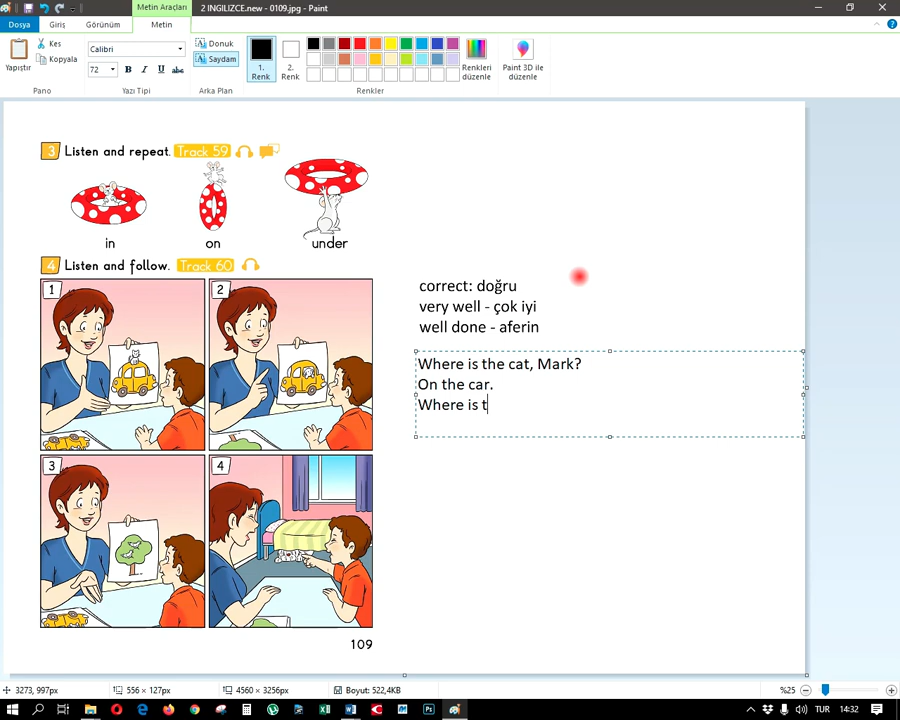 Metin Araçları
2 INGILIZCE.new - 0109.jpg - Paint
Dosya
Giriş
Görünüm
Metin
Yapıştır
Kes
Kopyala
Pano
Calibri
72
B I U abc
Yazı Tipi
Donuk
Saydam
Arka Plan
1. Renk
2. Renk
Renkler
Renkleri düzenle
Paint 3D ile düzenle
3 Listen and repeat. Track 59
in
on
under
4 Listen and follow. Track 60
1
2
3
4
109
correct: doğru
very well - çok iyi
well done - aferin
Where is the cat, Mark?
On the car.
Where is t
3273, 997px
556 × 127px
4560 × 3256px
Boyut: 522,4KB
%25
TUR
14:32